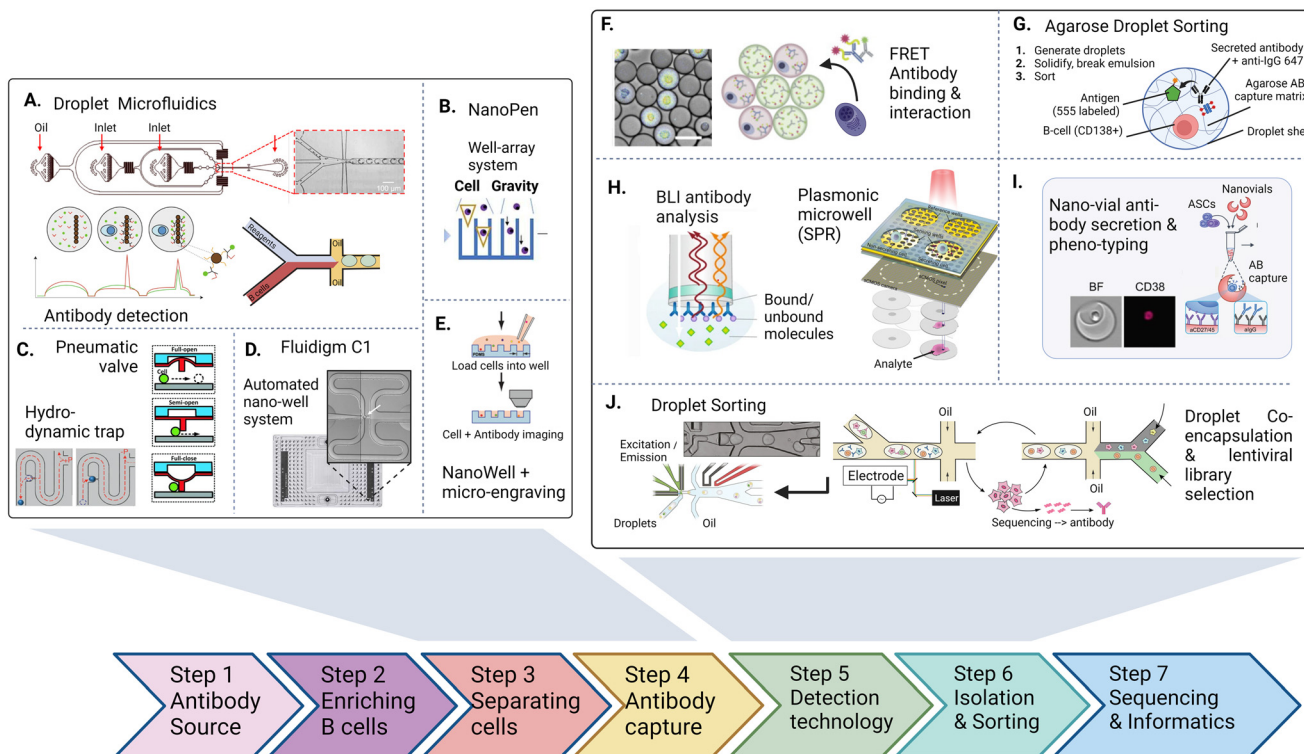 A.
Droplet Microfluidics
Oil
Inlet
Inlet
100 µm
Reagents
B cells
Oil
Oil
Antibody detection
B.
NanoPen
Well-array
system
Cell
Gravity
C.
Pneumatic
valve
Hydro-
dynamic trap
Full-open
Cell
Semi-open
Full-close
D.
Fluidigm C1
Automated
nano-well
system
E.
PDMS
Load cells into well
Cell + Antibody imaging
NanoWell +
micro-engraving
F.
FRET
Antibody
binding &
interaction
G.
Agarose Droplet Sorting
1. Generate droplets
2. Solidify, break emulsion
3. Sort
Secreted antibody
+ anti-IgG 647
Antigen
(555 labeled)
Agarose AB
capture matrix
B-cell (CD138+)
Droplet she
H.
BLI antibody
analysis
Bound/
unbound
molecules
Plasmonic
microwell
(SPR)
Analyte
I.
Nano-vial anti-
body secretion &
pheno-typing
Nanovials
ASCs
AB
capture
BF
CD38
aCD27/45
aIgG
J.
Droplet Sorting
Excitation /
Emission
Droplets
Oil
Electrode
Laser
Oil
Oil
Oil
Sequencing --> antibody
Droplet Co-
encapsulation
& lentiviral
library
selection
Step 1
Antibody
Source
Step 2
Enriching
B cells
Step 3
Separating
cells
Step 4
Antibody
capture
Step 5
Detection
technology
Step 6
Isolation
& Sorting
Step 7
Sequencing
& Informatics